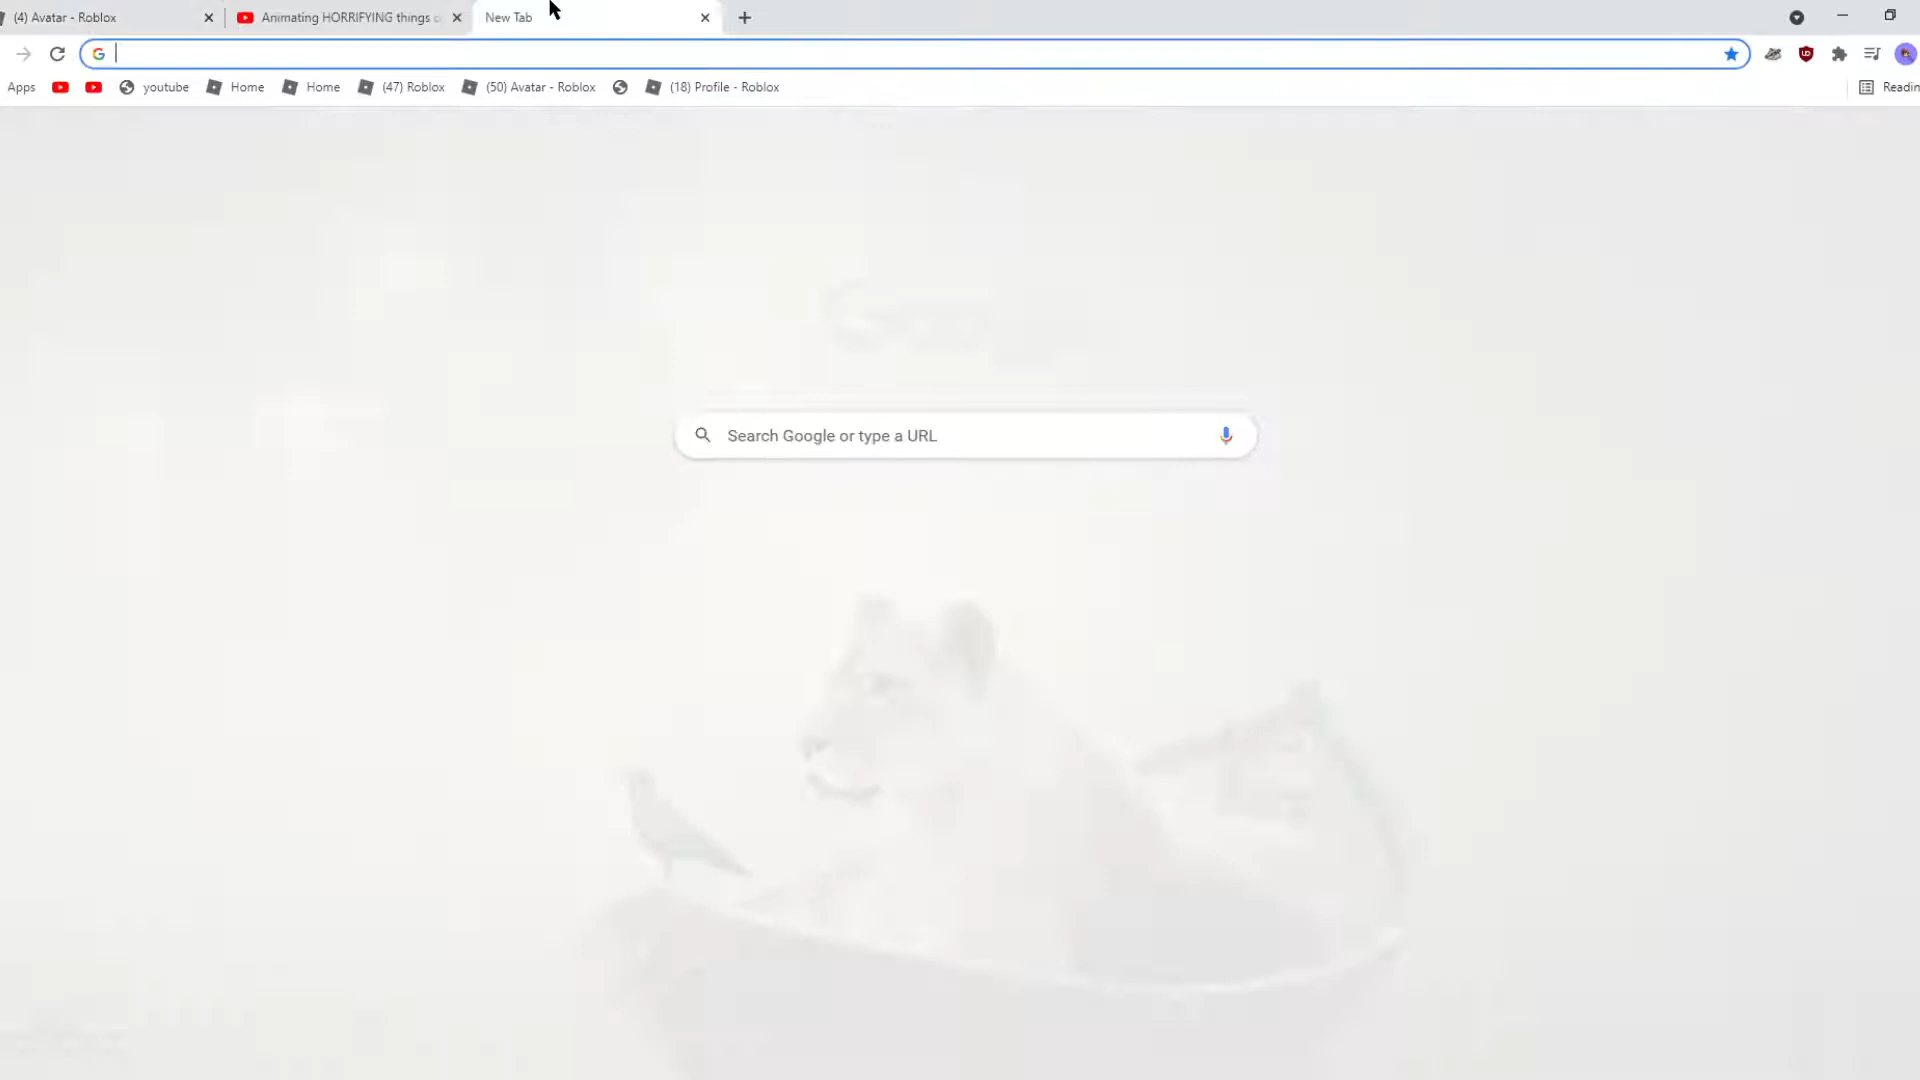 (4) Avatar - Roblox
Animating HORRIFYING things
New Tab
Apps
youtube
Home
Home
(47) Roblox
(50) Avatar - Roblox
(18) Profile - Roblox
Readin
Search Google or type a URL